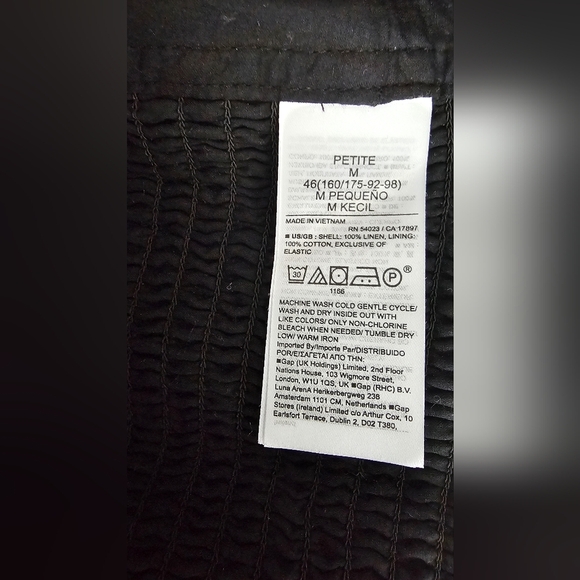 PETITE
M
46(160/175-92-98)
M PEQUEÑO
M KECIL
MADE IN VIETNAM
RN 54023 / CA 17897
■ US/GB : SHELL: 100% LINEN, LINING:
100% COTTON, EXCLUSIVE OF
ELASTIC
30 P ®
1166
MACHINE WASH COLD GENTLE CYCLE/
WASH AND DRY INSIDE OUT WITH
LIKE COLORS/ ONLY NON-CHLORINE
BLEACH WHEN NEEDED/ TUMBLE DRY
LOW/ WARM IRON
Imported By/Importe Par/DISTRIBUIDO
POR/ΕΙΣΑΓΕΤΑΙ ΑΠΟ ΤΗΝ:
■Gap (UK Holdings) Limited, 2nd Floor
Nations House, 103 Wigmore Street,
London, W1U 1QS, UK ■Gap (RHC) B.V.
Luna ArenA Herikerbergweg 238
Amsterdam 1101 CM, Netherlands ■Gap
Stores (Ireland) Limited c/o Arthur Cox, 10
Earlsfort Terrace, Dublin 2, D02 T380,